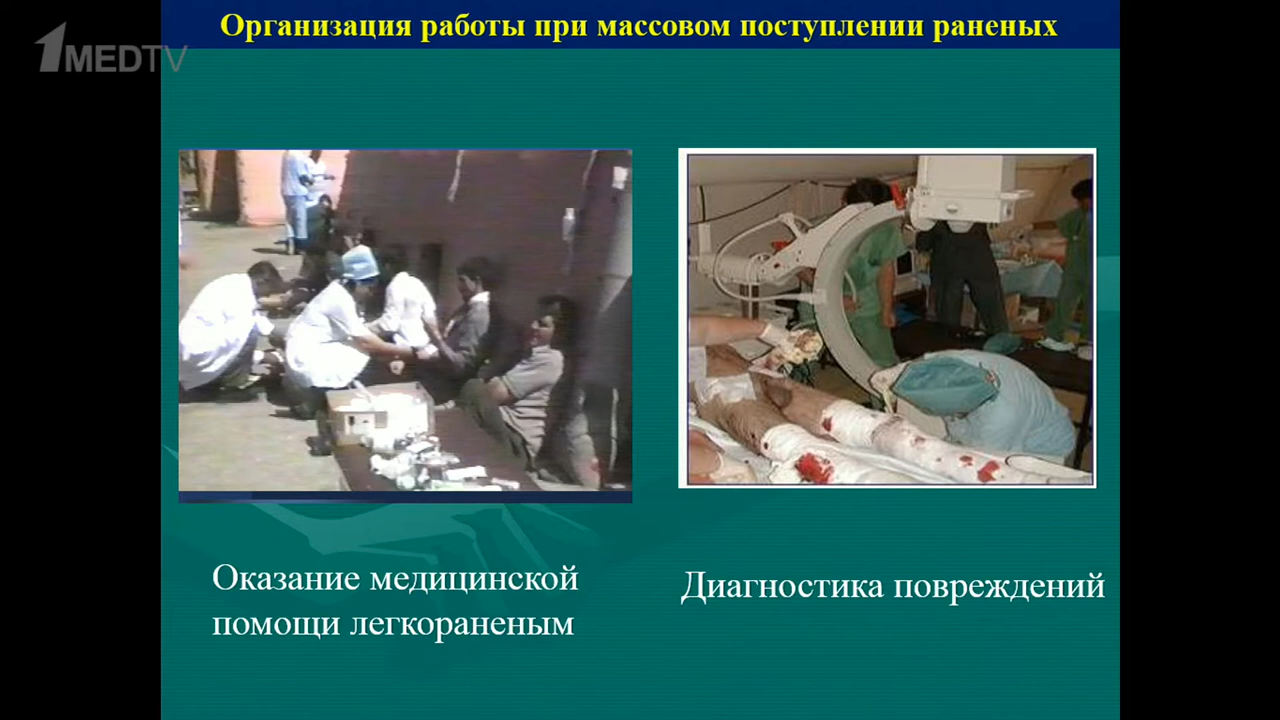 Организация работы при массовом поступлении раненых
1MEDTV
Оказание медицинской
помощи легкораненым
Диагностика повреждений